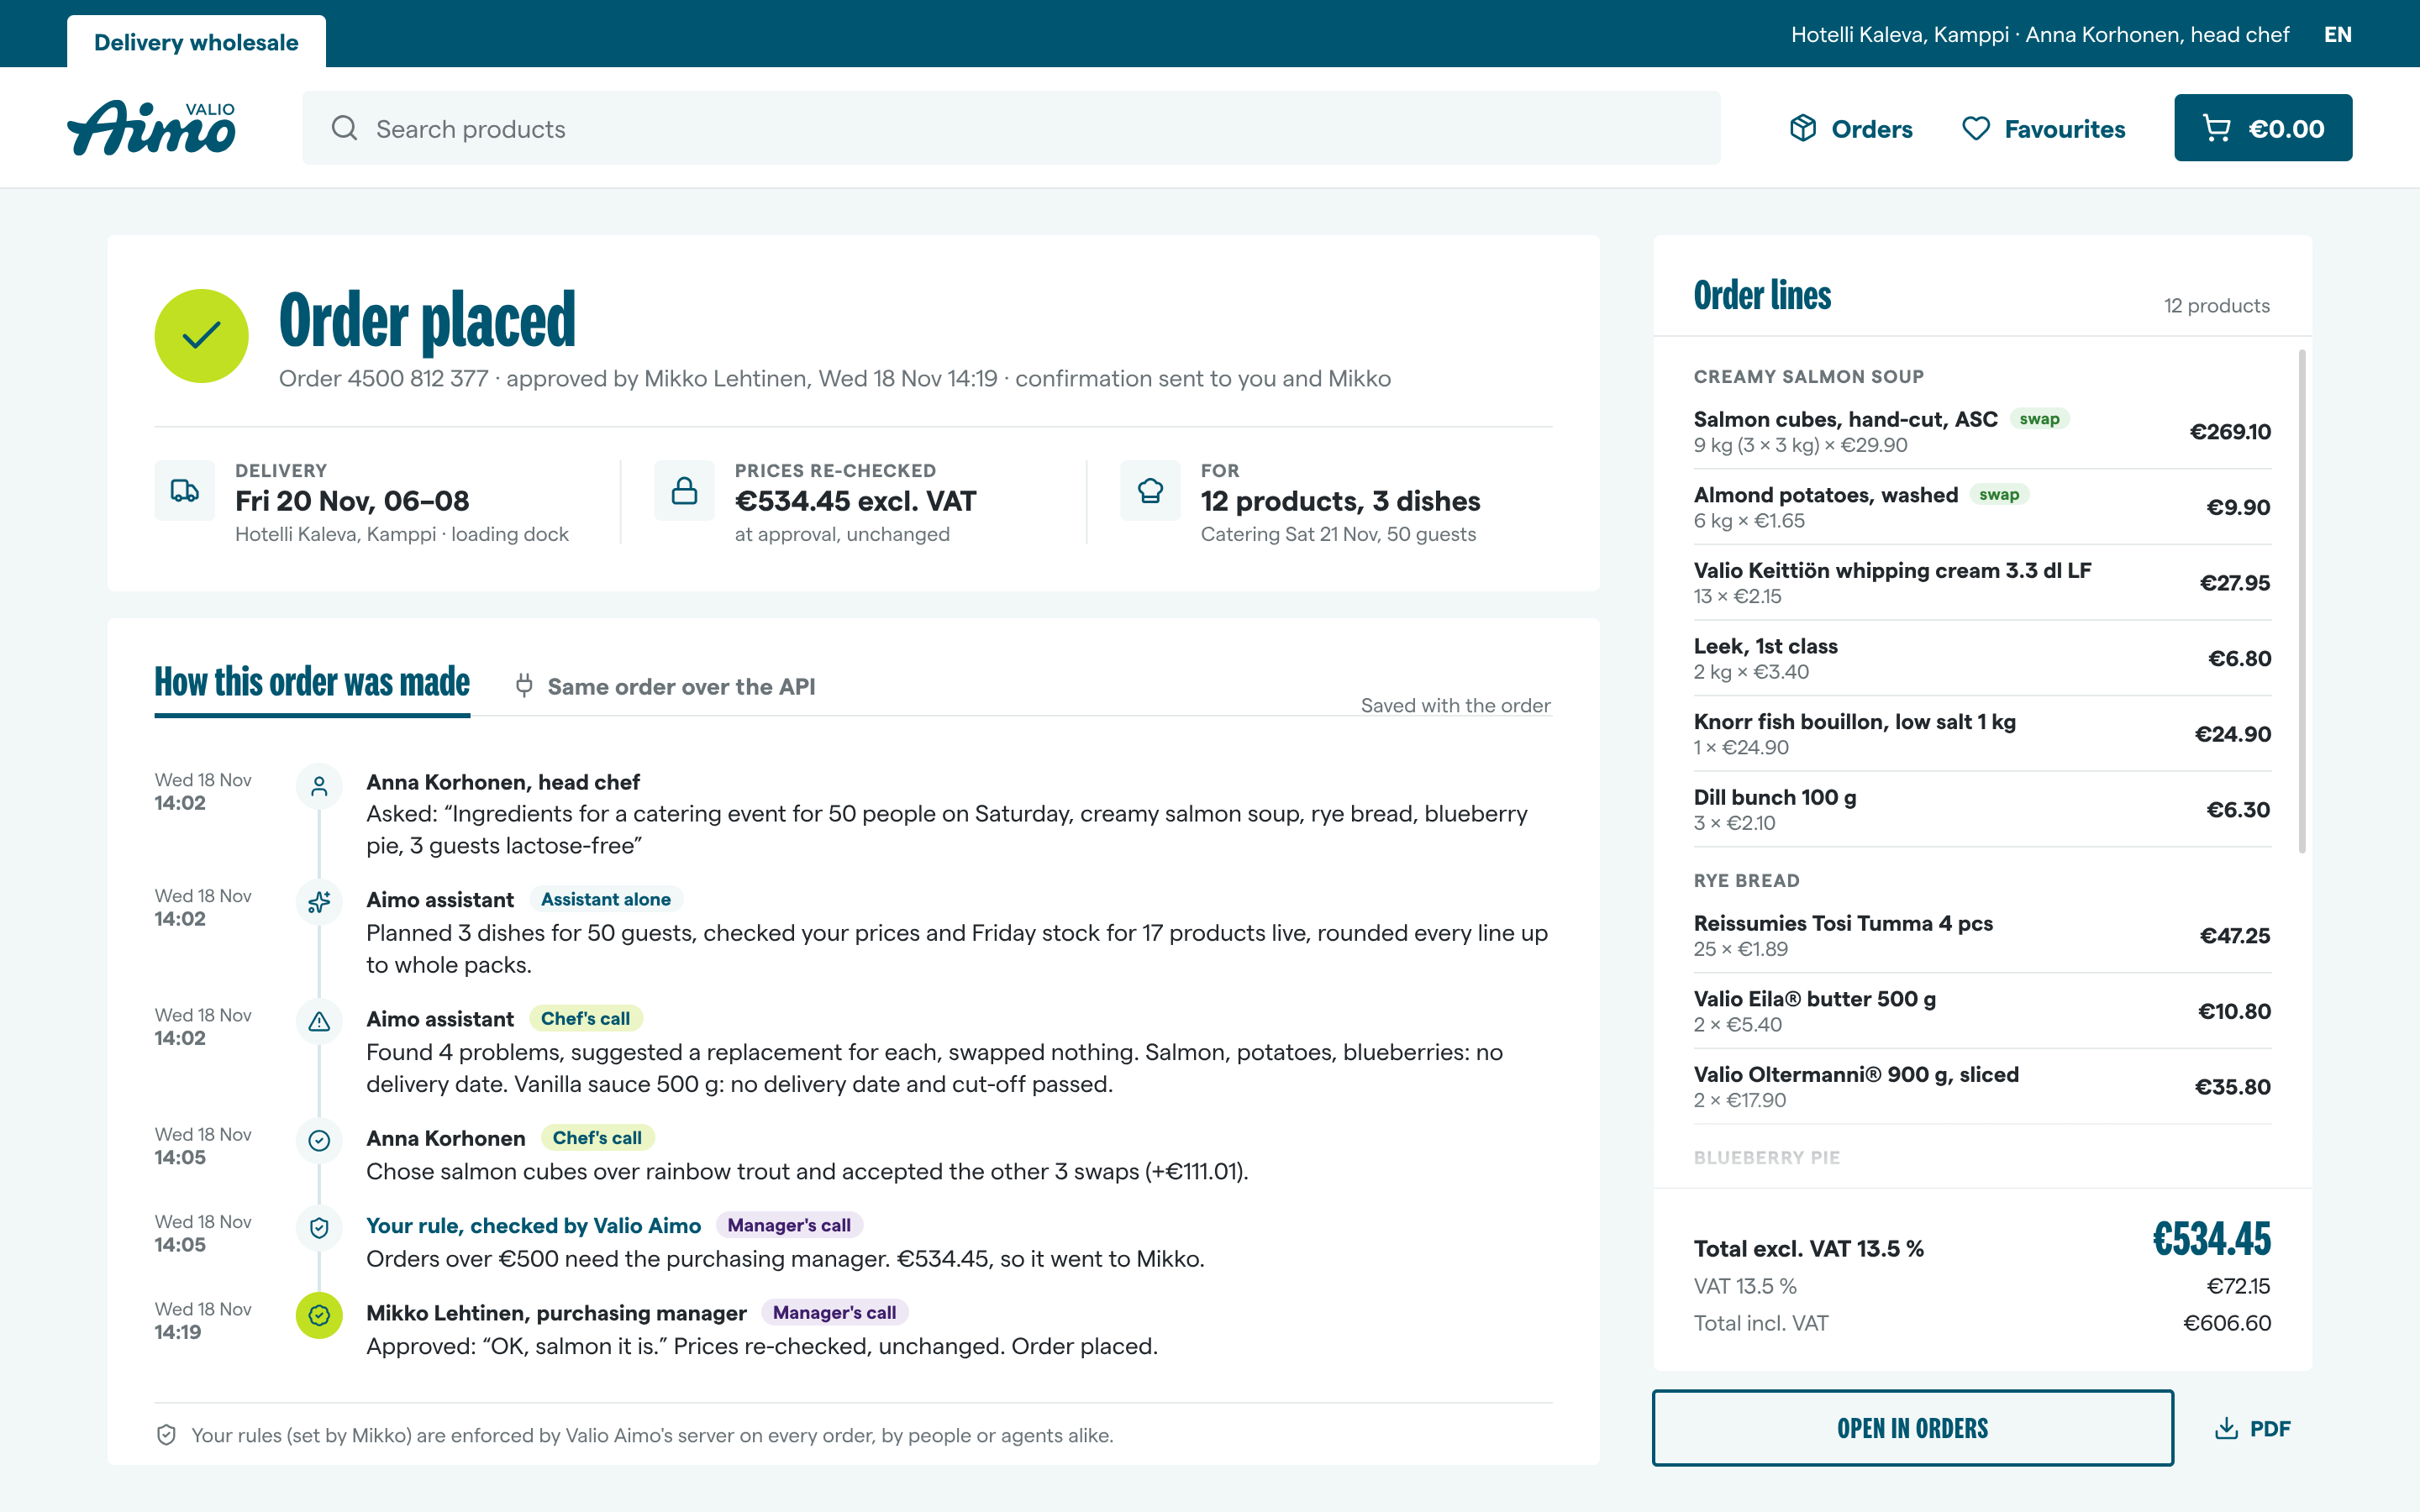 Delivery wholesale
Hotelli Kaleva, Kamppi · Anna Korhonen, head chef
EN
VALIO
Aimo
Search products
Orders
Favourites
€0.00
Order placed
Order 4500 812 377 · approved by Mikko Lehtinen, Wed 18 Nov 14:19 · confirmation sent to you and Mikko
DELIVERY
Fri 20 Nov, 06–08
Hotelli Kaleva, Kamppi · loading dock
PRICES RE-CHECKED
€534.45 excl. VAT
at approval, unchanged
FOR
12 products, 3 dishes
Catering Sat 21 Nov, 50 guests
How this order was made
Same order over the API
Saved with the order
Wed 18 Nov
14:02
Anna Korhonen, head chef
Asked: “Ingredients for a catering event for 50 people on Saturday, creamy salmon soup, rye bread, blueberry
pie, 3 guests lactose-free”
Wed 18 Nov
14:02
Aimo assistant
Assistant alone
Planned 3 dishes for 50 guests, checked your prices and Friday stock for 17 products live, rounded every line up
to whole packs.
Wed 18 Nov
14:02
Aimo assistant
Chef's call
Found 4 problems, suggested a replacement for each, swapped nothing. Salmon, potatoes, blueberries: no
delivery date. Vanilla sauce 500 g: no delivery date and cut-off passed.
Wed 18 Nov
14:05
Anna Korhonen
Chef's call
Chose salmon cubes over rainbow trout and accepted the other 3 swaps (+€111.01).
Wed 18 Nov
14:05
Your rule, checked by Valio Aimo
Manager's call
Orders over €500 need the purchasing manager. €534.45, so it went to Mikko.
Wed 18 Nov
14:19
Mikko Lehtinen, purchasing manager
Manager's call
Approved: “OK, salmon it is.” Prices re-checked, unchanged. Order placed.
Your rules (set by Mikko) are enforced by Valio Aimo's server on every order, by people or agents alike.
Order lines
12 products
CREAMY SALMON SOUP
Salmon cubes, hand-cut, ASC
swap
9 kg (3 × 3 kg) × €29.90
€269.10
Almond potatoes, washed
swap
6 kg × €1.65
€9.90
Valio Keittiön whipping cream 3.3 dl LF
13 × €2.15
€27.95
Leek, 1st class
2 kg × €3.40
€6.80
Knorr fish bouillon, low salt 1 kg
1 × €24.90
€24.90
Dill bunch 100 g
3 × €2.10
€6.30
RYE BREAD
Reissumies Tosi Tumma 4 pcs
25 × €1.89
€47.25
Valio Eila® butter 500 g
2 × €5.40
€10.80
Valio Oltermanni® 900 g, sliced
2 × €17.90
€35.80
BLUEBERRY PIE
Total excl. VAT 13.5 %
€534.45
VAT 13.5 %
€72.15
Total incl. VAT
€606.60
OPEN IN ORDERS
PDF